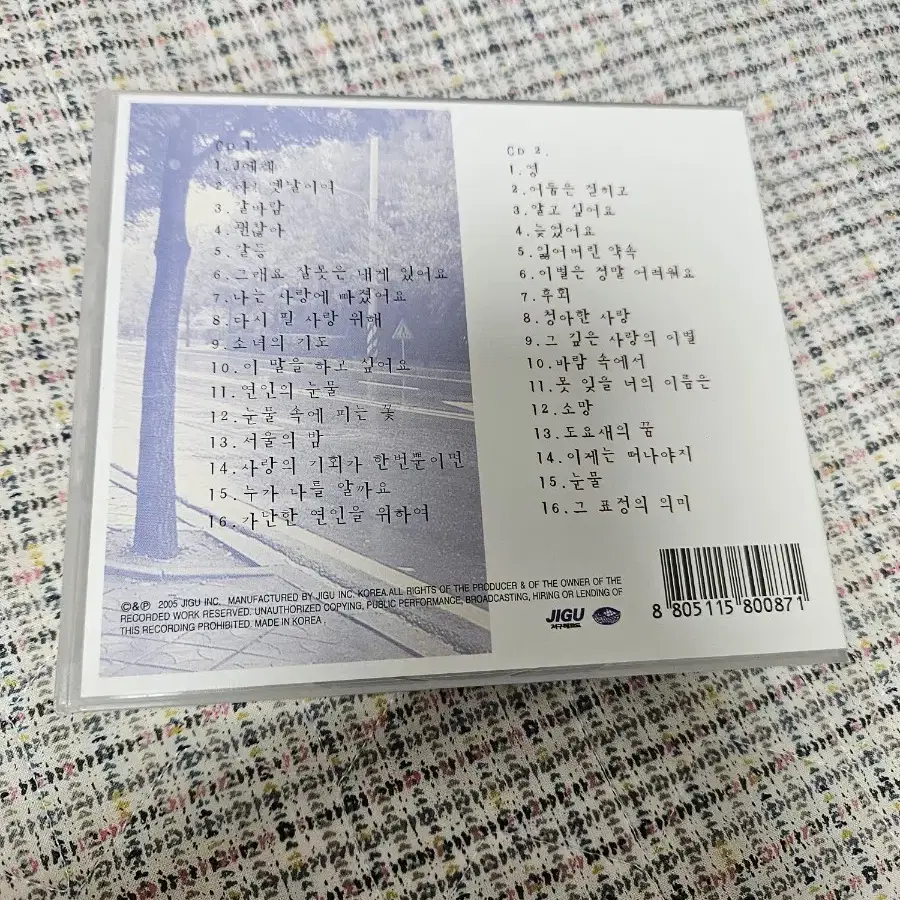 CD 1.
1.J에게
2.아! 옛날이여
3.갈바람
4.괜찮아
5.갈등
6.그래요 잘못은 내게 있어요
7.나는 사랑에 빠졌어요
8.다시 필 사랑 위해
9.소녀의 기도
10.이 말을 하고 싶어요
11.연인의 눈물
12.눈물 속에 피는 꽃
13.서울의 밤
14.사랑의 기회가 한번뿐이면
15.누가 나를 알까요
16.가난한 연인을 위하여
CD 2.
1.영
2.어둠은 질히고
3.알고 싶어요
4.늦었어요
5.잃어버린 약속
6.이별은 정말 어려워요
7.후회
8.청아한 사랑
9.그 깊은 사랑의 이별
10.바람 속에서
11.못 잊을 너의 이름은
12.소망
13.도요새의 꿈
14.이제는 떠나야지
15.눈물
16.그 표정의 의미
©&℗ 2005 JIGU INC. MANUFACTURED BY JIGU INC. KOREA.ALL RIGHTS OF THE PRODUCER & OF THE OWNER OF THE
RECORDED WORK RESERVED. UNAUTHORIZED COPYING, PUBLIC PERFORMANCE, BROADCASTING, HIRING OR LENDING OF
THIS RECORDING PROHIBITED. MADE IN KOREA
JIGU
지구레코드
8 805115 800871